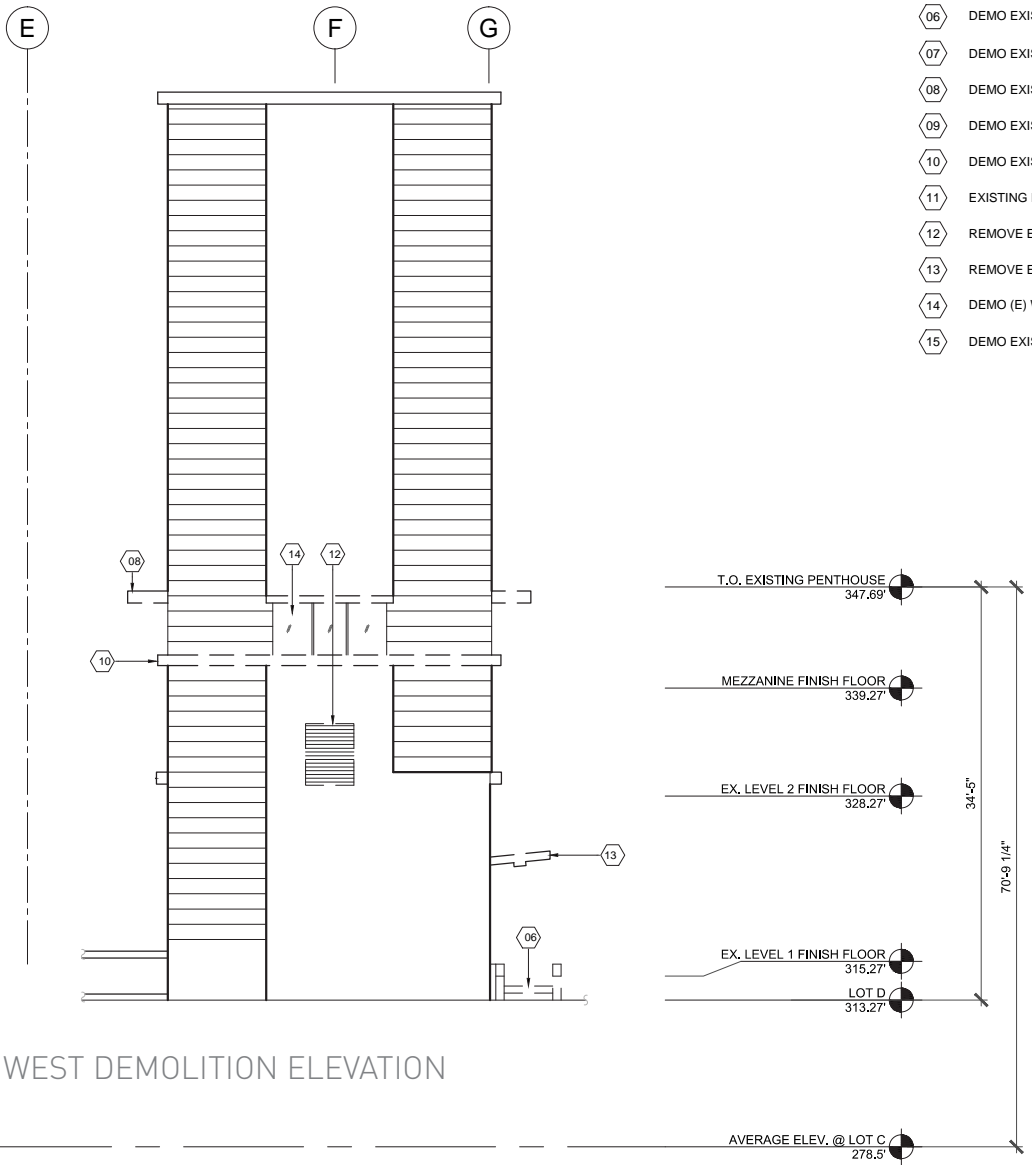 E
F
G
06 DEMO EXIS
07 DEMO EXIS
08 DEMO EXIS
09 DEMO EXIS
10 DEMO EXIS
11 EXISTING
12 REMOVE E
13 REMOVE E
14 DEMO (E)
15 DEMO EXIS
08
14
12
10
13
06
T.O. EXISTING PENTHOUSE
347.69'
MEZZANINE FINISH FLOOR
339.27'
EX. LEVEL 2 FINISH FLOOR
328.27'
EX. LEVEL 1 FINISH FLOOR
315.27'
LOT D
313.27'
34'-5"
70'-9 1/4"
WEST DEMOLITION ELEVATION
AVERAGE ELEV. @ LOT C
278.5'